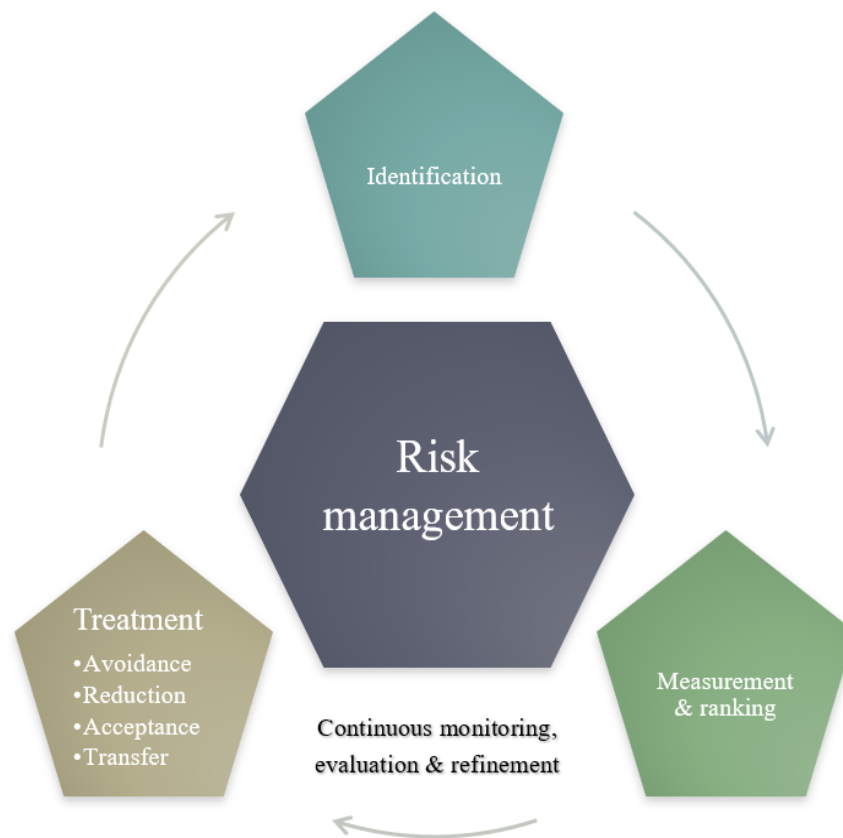 Identification
Risk
management
Treatment
•Avoidance
•Reduction
•Acceptance
•Transfer
Measurement
& ranking
Continuous monitoring,
evaluation & refinement